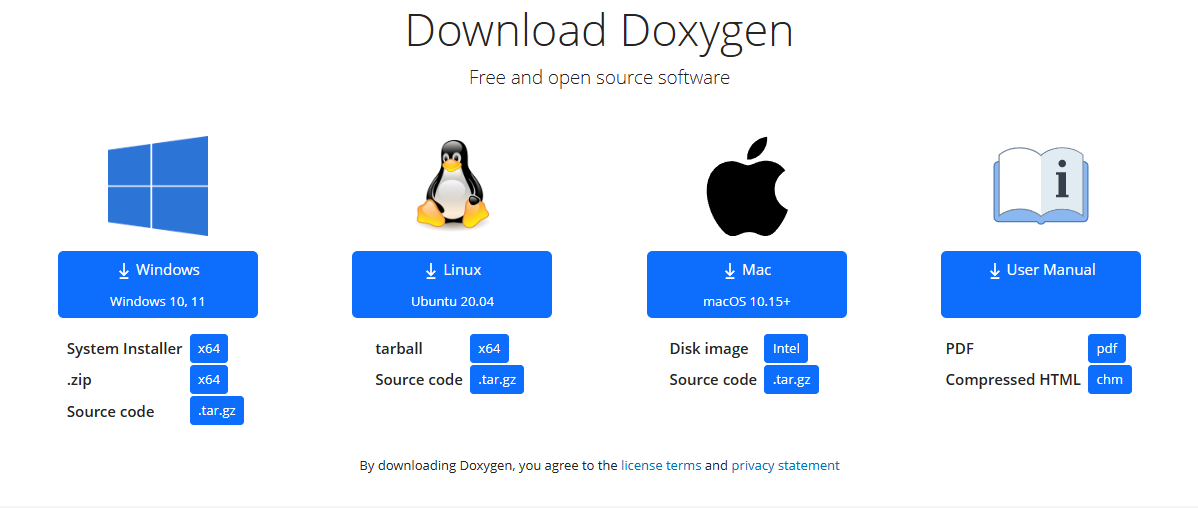 Download Doxygen
Free and open source software
i
Windows
Windows 10, 11
System Installer x64
.zip x64
Source code .tar.gz
Linux
Ubuntu 20.04
tarball x64
Source code .tar.gz
Mac
macOS 10.15+
Disk image Intel
Source code .tar.gz
User Manual
PDF pdf
Compressed HTML chm
By downloading Doxygen, you agree to the license terms and privacy statement